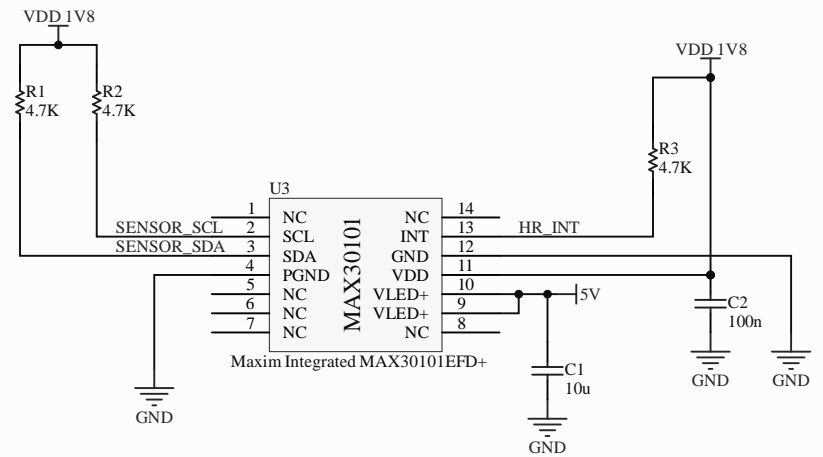 VDD 1V8
R1
4.7K
R2
4.7K
VDD 1V8
R3
4.7K
U3
SENSOR_SCL
SENSOR_SDA
HR_INT
1
2
3
4
5
6
7
NC
SCL
SDA
PGND
NC
NC
NC
MAX30101
NC
INT
GND
VDD
VLED+
VLED+
NC
14
13
12
11
10
9
8
5V
C2
100n
Maxim Integrated MAX30101EFD+
C1
10u
GND
GND
GND
GND